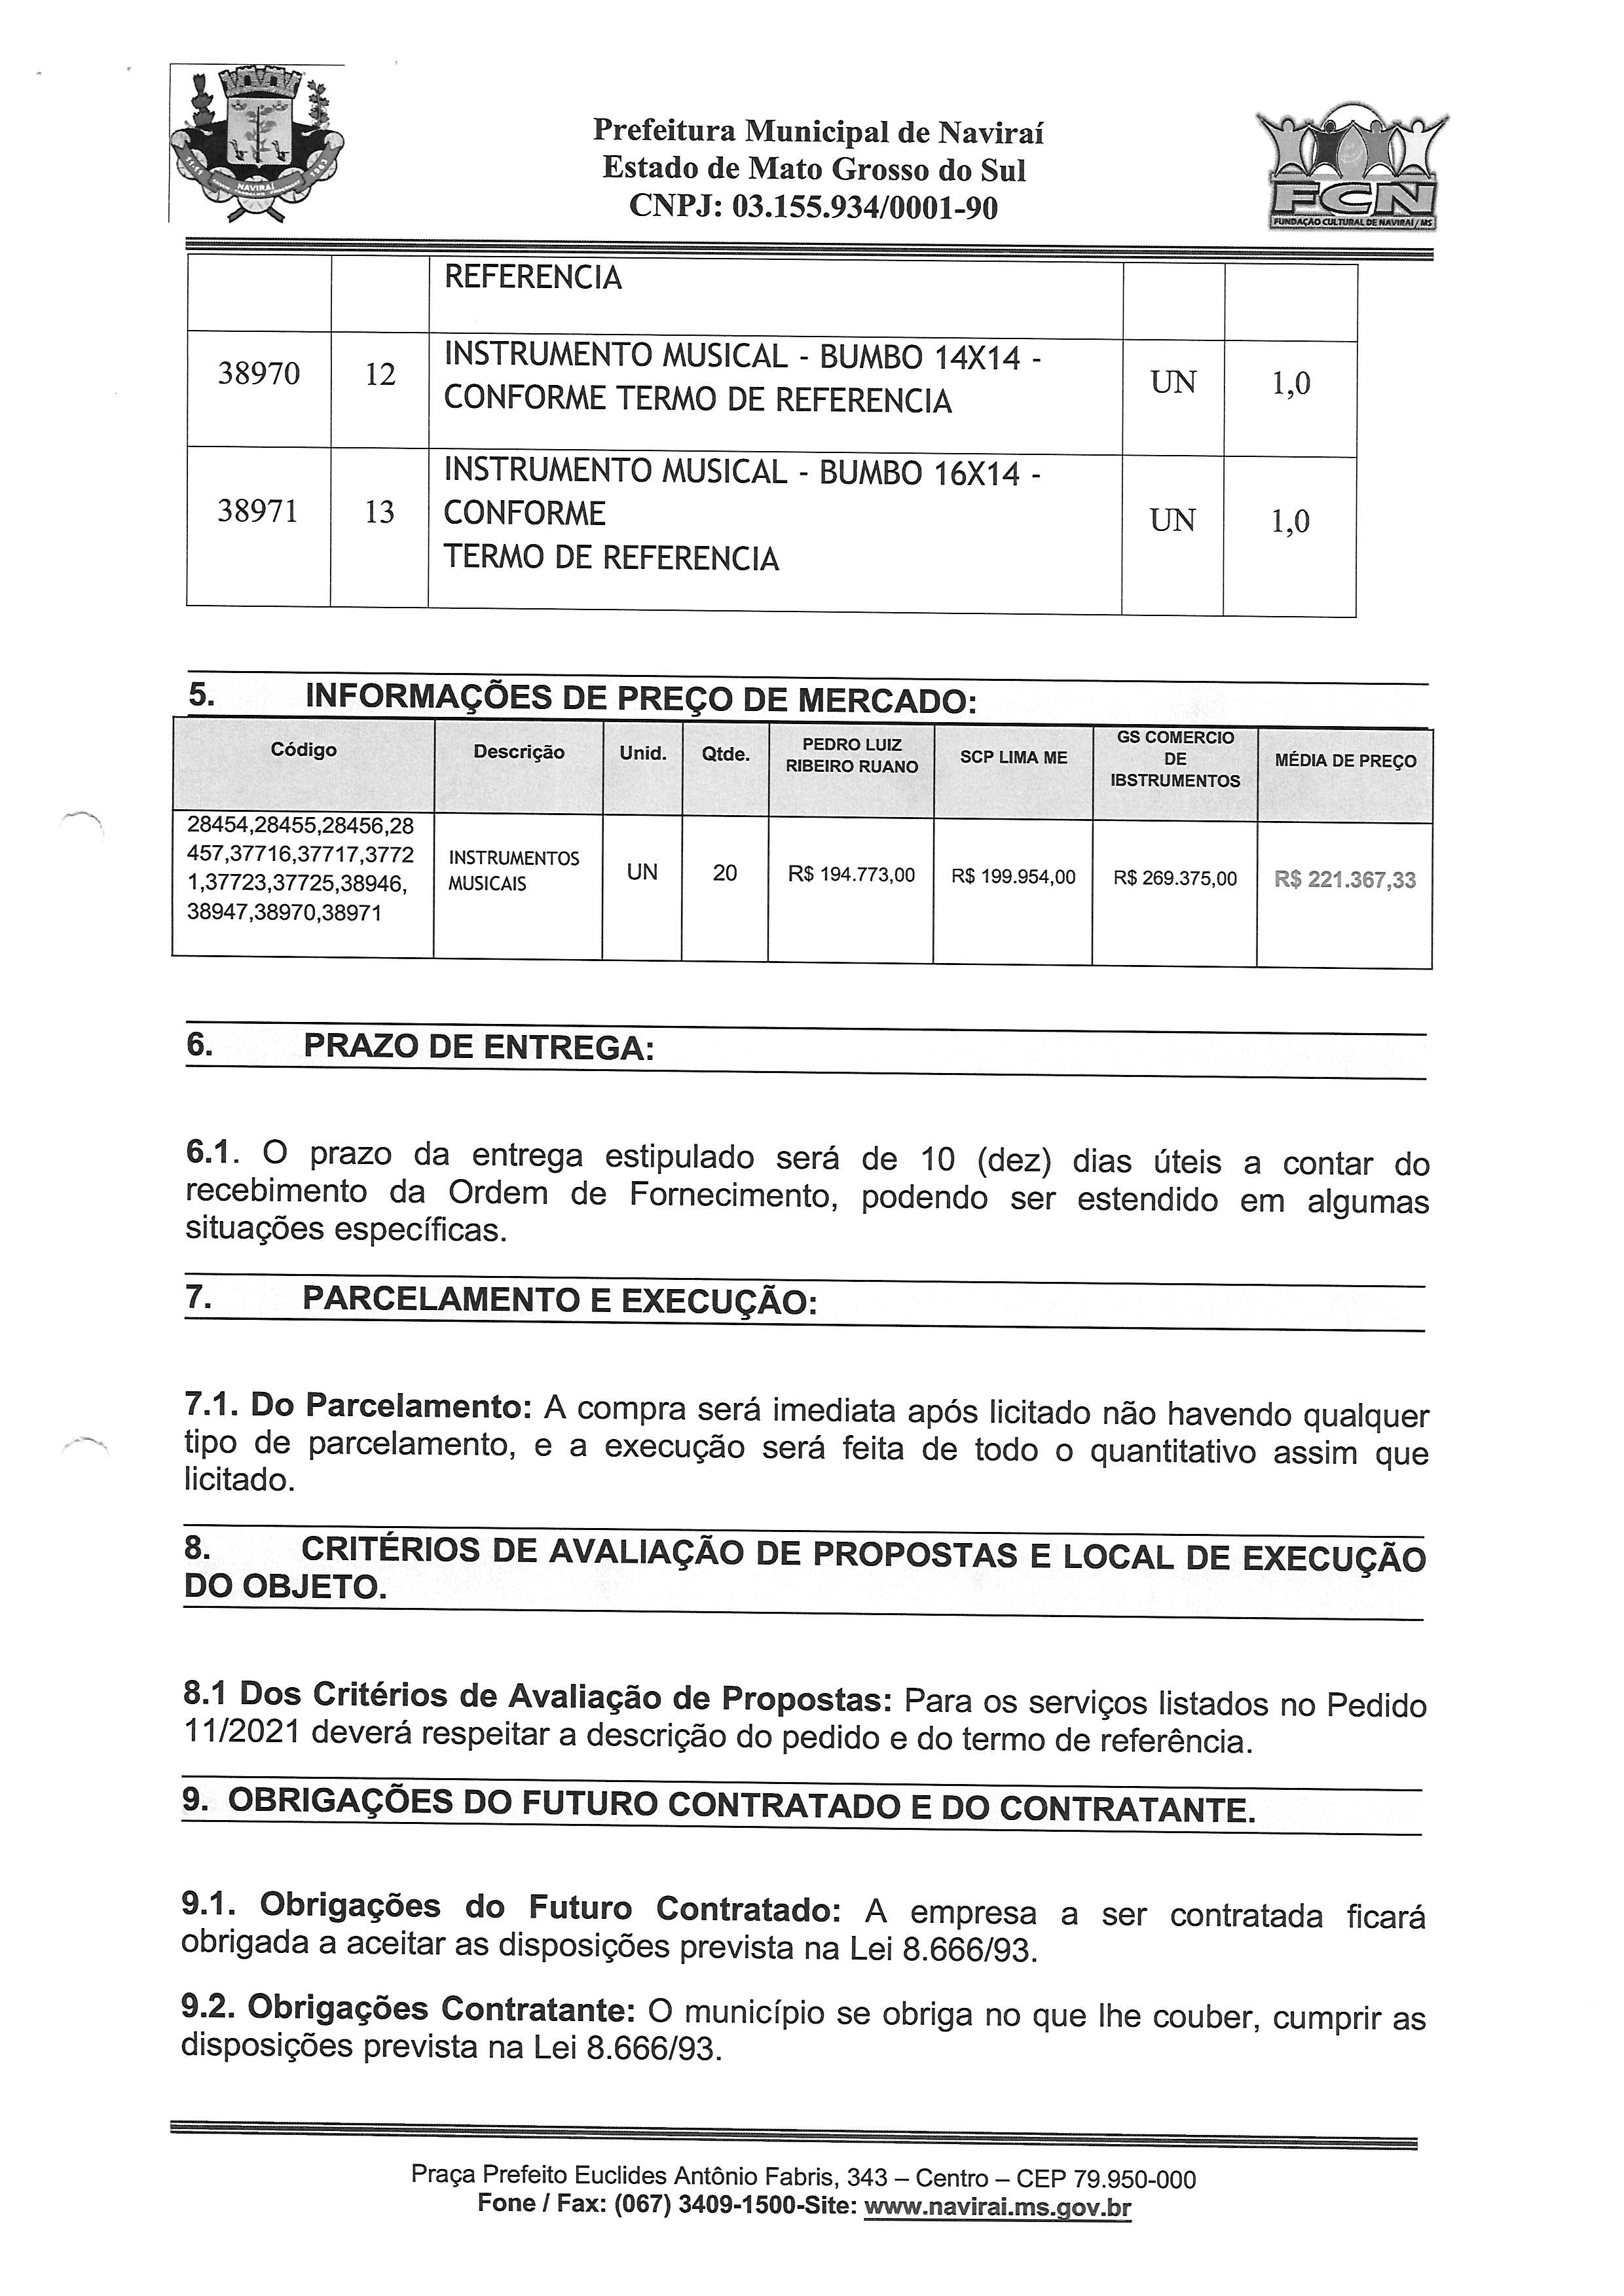 NAVIRAÍ
Prefeitura Municipal de Naviraí
Estado de Mato Grosso do Sul
CNPJ: 03.155.934/0001-90
FCN
FUNDAÇÃO CULTURAL DE NAVIRAÍ/MS
REFERENCIA
38970 12 INSTRUMENTO MUSICAL - BUMBO 14X14 - UN 1,0
CONFORME TERMO DE REFERENCIA
38971 13 INSTRUMENTO MUSICAL - BUMBO 16X14 - UN 1,0
CONFORME
TERMO DE REFERENCIA
5. INFORMAÇÕES DE PREÇO DE MERCADO:
Código
Descrição
Unid.
Qtde.
PEDRO LUIZ
RIBEIRO RUANO
SCP LIMA ME
GS COMERCIO
DE
IBSTRUMENTOS
MÉDIA DE PREÇO
28454,28455,28456,28
457,37716,37717,3772
1,37723,37725,38946,
38947,38970,38971
INSTRUMENTOS
MUSICAIS
UN
20
R$ 194.773,00
R$ 199.954,00
R$ 269.375,00
R$ 221.367,33
6. PRAZO DE ENTREGA:
6.1. O prazo da entrega estipulado será de 10 (dez) dias úteis a contar do
recebimento da Ordem de Fornecimento, podendo ser estendido em algumas
situações específicas.
7. PARCELAMENTO E EXECUÇÃO:
7.1. Do Parcelamento: A compra será imediata após licitado não havendo qualquer
tipo de parcelamento, e a execução será feita de todo o quantitativo assim que
licitado.
8. CRITÉRIOS DE AVALIAÇÃO DE PROPOSTAS E LOCAL DE EXECUÇÃO
DO OBJETO.
8.1 Dos Critérios de Avaliação de Propostas: Para os serviços listados no Pedido
11/2021 deverá respeitar a descrição do pedido e do termo de referência.
9. OBRIGAÇÕES DO FUTURO CONTRATADO E DO CONTRATANTE.
9.1. Obrigações do Futuro Contratado: A empresa a ser contratada ficará
obrigada a aceitar as disposições prevista na Lei 8.666/93.
9.2. Obrigações Contratante: O município se obriga no que lhe couber, cumprir as
disposições prevista na Lei 8.666/93.
Praça Prefeito Euclides Antônio Fabris, 343 – Centro – CEP 79.950-000
Fone / Fax: (067) 3409-1500-Site: www.navirai.ms.gov.br